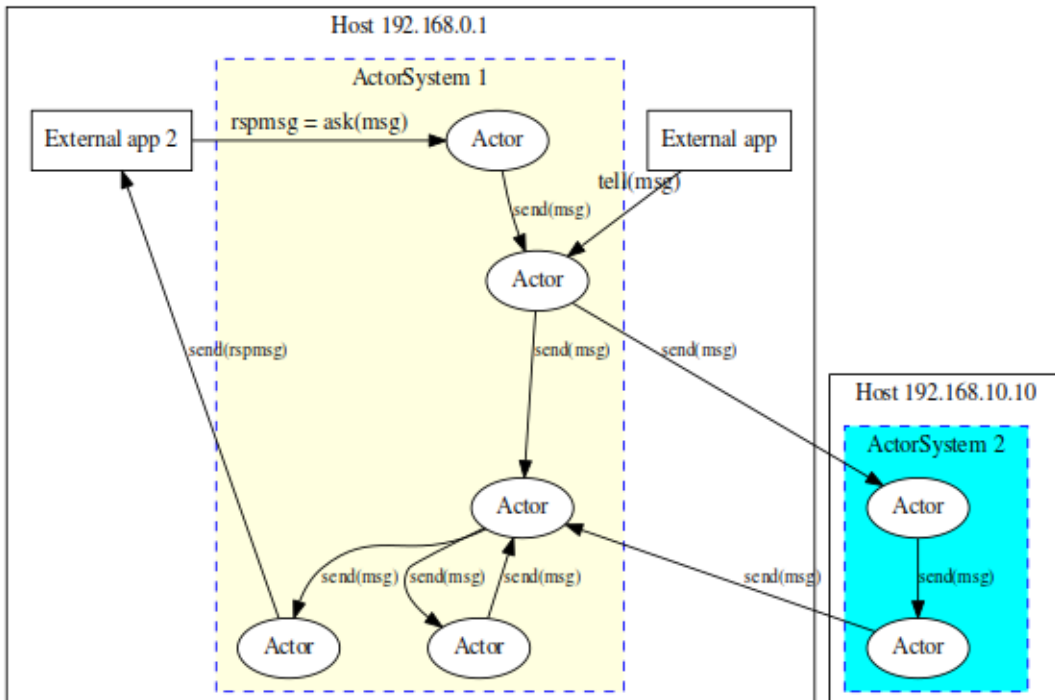 Host 192.168.0.1
ActorSystem 1
External app 2
rspmsg = ask(msg)
Actor
External app
tell(msg)
send(msg)
Actor
send(rspmsg)
send(msg)
send(msg)
Host 192.168.10.10
ActorSystem 2
Actor
Actor
send(msg)
send(msg)
send(msg)
send(msg)
send(msg)
Actor
Actor
Actor